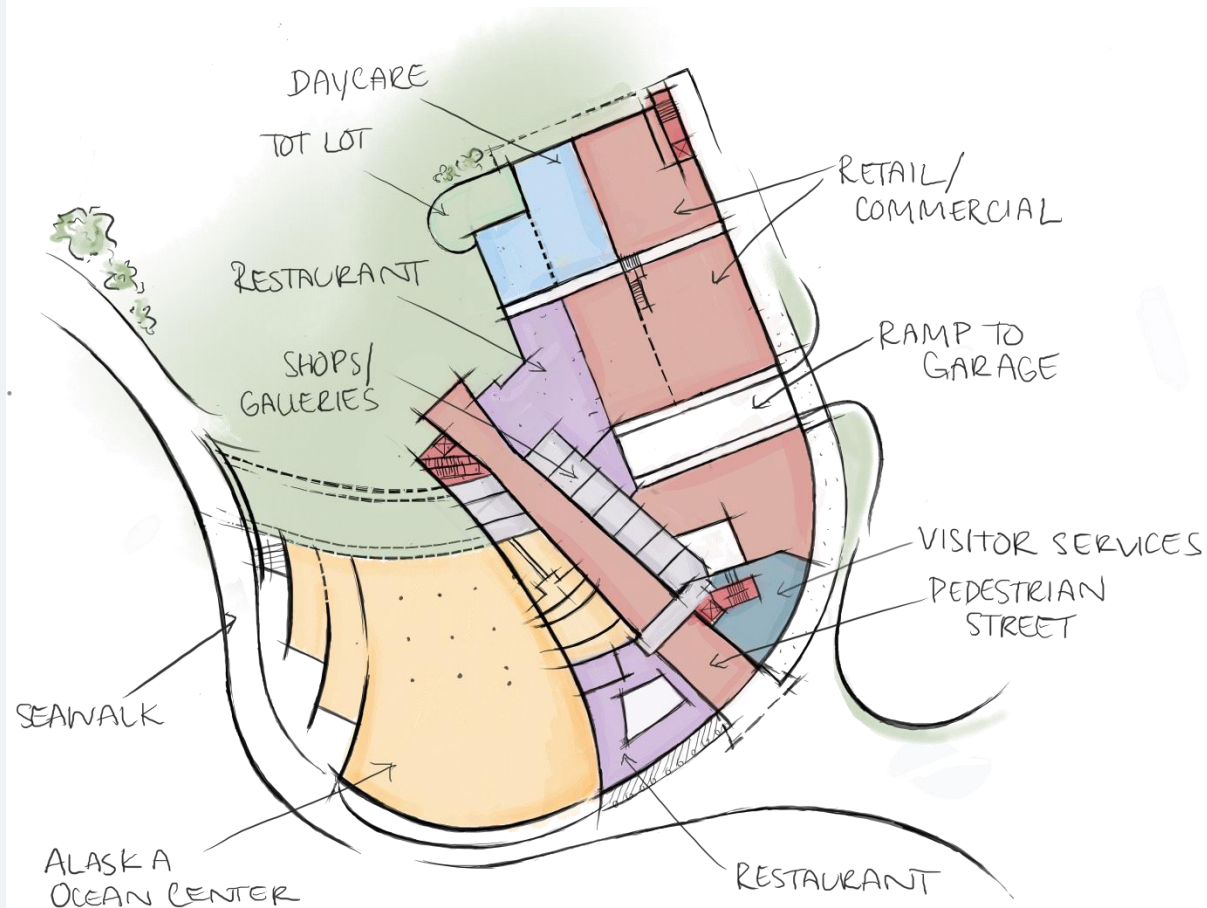 DAYCARE
TOT LOT
RETAIL/
COMMERCIAL
RESTAURANT
RAMP TO
GARAGE
SHOPS/
GALLERIES
VISITOR SERVICES
PEDESTRIAN
STREET
SEAWALK
ALASKA
OCEAN CENTER
RESTAURANT